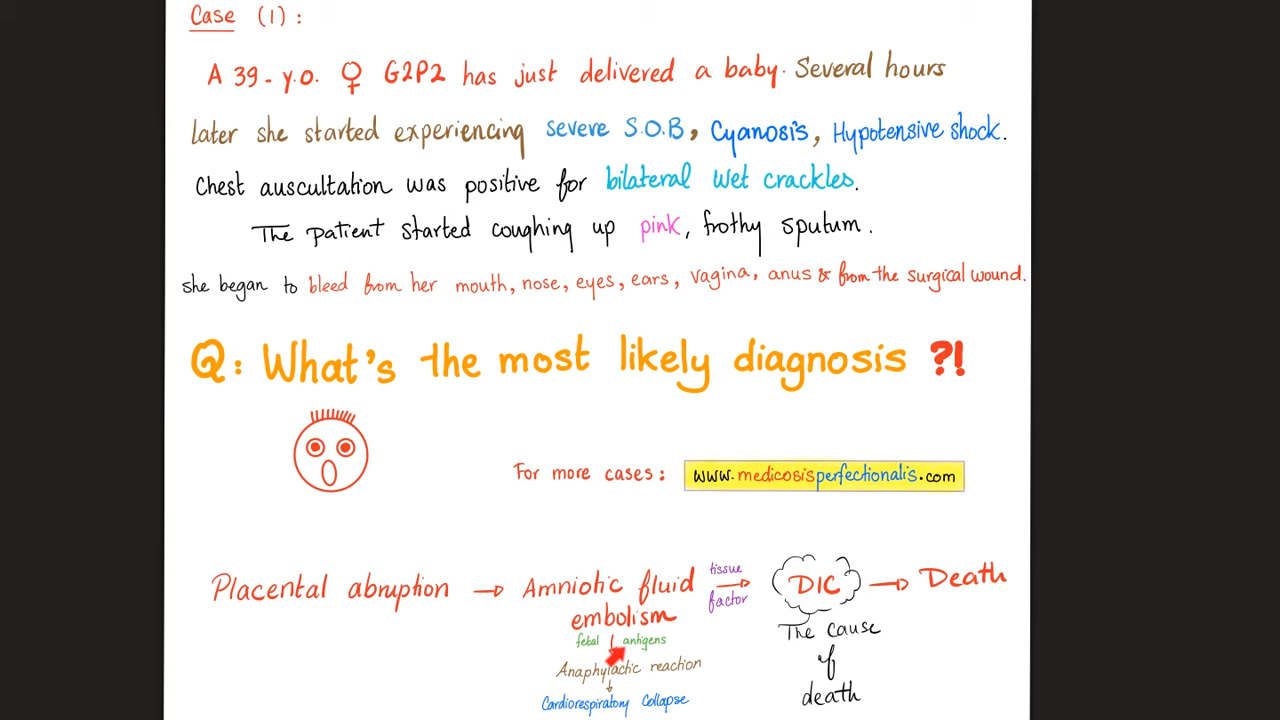 Case (1):
A 39-y.o. ♀ G2P2 has just delivered a baby. Several hours
later she started experiencing severe S.O.B, Cyanosis, Hypotensive shock.
Chest auscultation was positive for bilateral wet crackles.
The patient started coughing up pink, frothy sputum.
she began to bleed from her mouth, nose, eyes, ears, vagina, anus & from the surgical wound.
Q: What's the most likely diagnosis ?!
For more cases: www.medicosisperfectionalis.com
Placental abruption → Amniotic fluid embolism tissue factor → DIC → Death
fetal antigens
Anaphylactic reaction
Cardiorespiratory Collapse
The cause
of
death